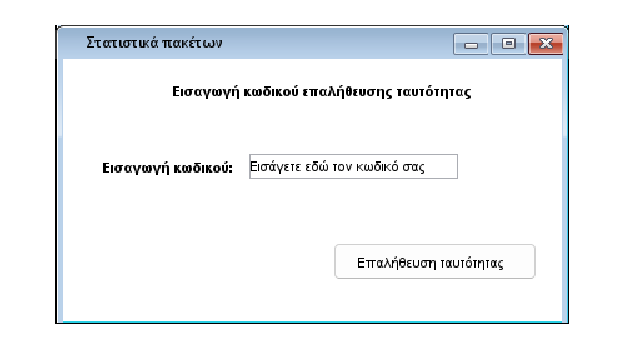 Στατιστικά πακέτων
Εισαγωγή κωδικού επαλήθευσης ταυτότητας
Εισαγωγή κωδικού: Εισάγετε εδώ τον κωδικό σας
Επαλήθευση ταυτότητας